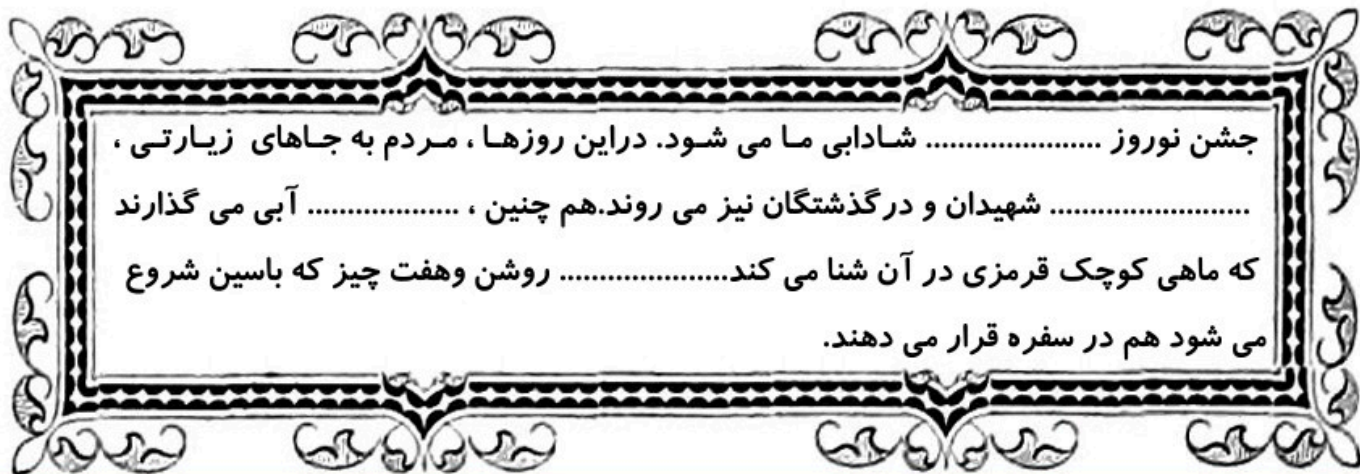 جشن نوروز ...................... شادابی ما می شود. دراین روزها ، مردم به جاهای زیارتی ،
......................... شهیدان و درگذشتگان نیز می روند.هم چنین ، ................... آبی می گذارند
که ماهی کوچک قرمزی در آن شنا می کند..................... روشن وهفت چیز که باسین شروع
می شود هم در سفره قرار می دهند.